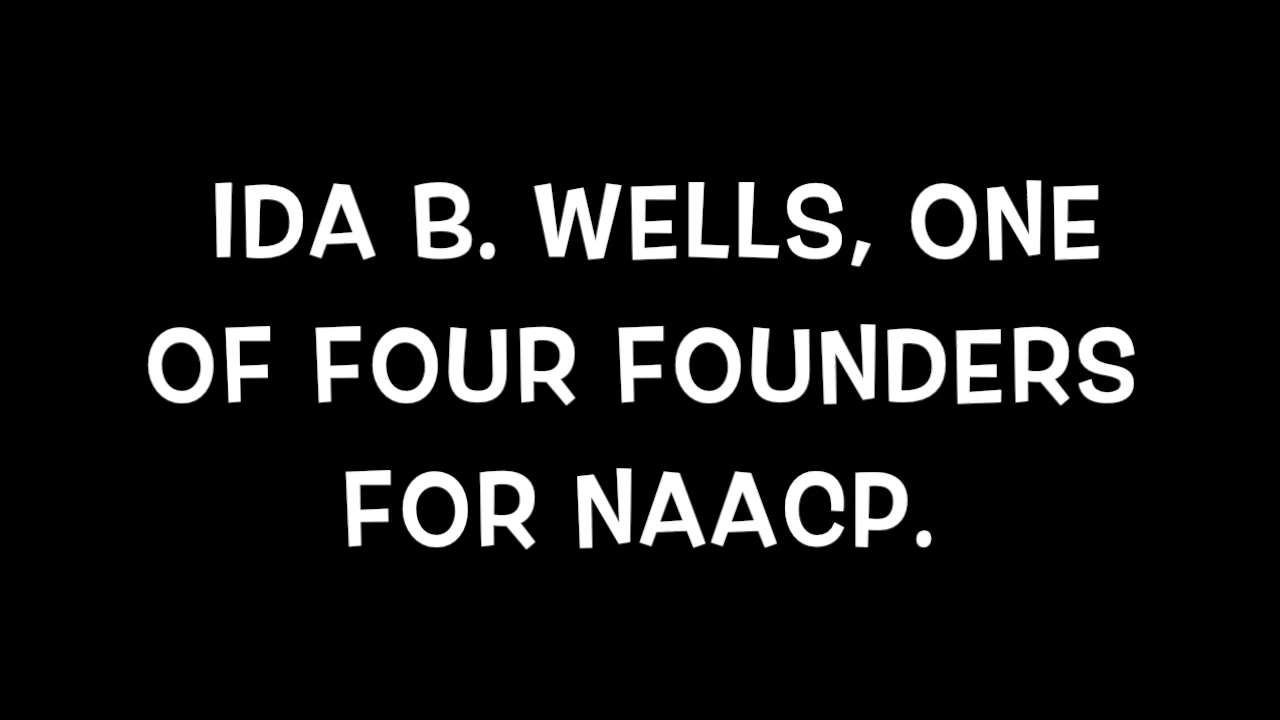 IDA B. WELLS, ONE
OF FOUR FOUNDERS
FOR NAACP.